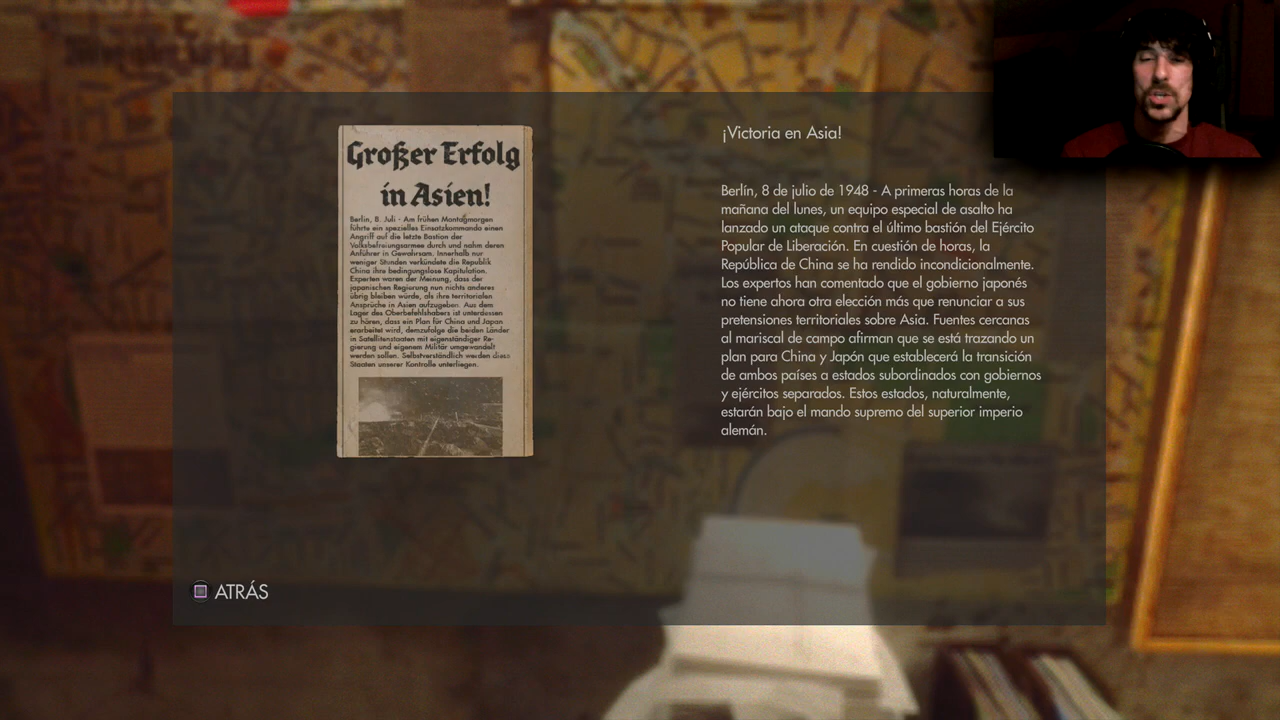 Großer Erfolg
in Asien!
Berlin, 8. Juli - Am frühen Montagmorgen
führte ein spezielles Einsatzkommando einen
Angriff auf die letzte Bastion der
Volksbefreiungsarmee durch und nahm deren
Anführer in Gewahrsam. Innerhalb nur
weniger Stunden verkündete die Republik
China ihre bedingungslose Kapitulation.
Experten waren der Meinung, dass der
japanischen Regierung nun nichts anderes
übrig bleiben würde, als ihre territorialen
Ansprüche in Asien aufzugeben. Aus dem
Lager des Oberbefehlshabers ist unterdessen
zu hören, dass ein Plan für China und Japan
erarbeitet wird, demzufolge die beiden Länder
in Satellitenstaaten mit eigenständiger Re-
gierung und eigenem Militär umgewandelt
werden sollen. Selbstverständlich werden diese
Staaten unserer Kontrolle unterliegen.
¡Victoria en Asia!
Berlín, 8 de julio de 1948 - A primeras horas de la
mañana del lunes, un equipo especial de asalto ha
lanzado un ataque contra el último bastión del Ejército
Popular de Liberación. En cuestión de horas, la
República de China se ha rendido incondicionalmente.
Los expertos han comentado que el gobierno japonés
no tiene ahora otra elección más que renunciar a sus
pretensiones territoriales sobre Asia. Fuentes cercanas
al mariscal de campo afirman que se está trazando un
plan para China y Japón que establecerá la transición
de ambos países a estados subordinados con gobiernos
y ejércitos separados. Estos estados, naturalmente,
estarán bajo el mando supremo del superior imperio
alemán.
ATRÁS